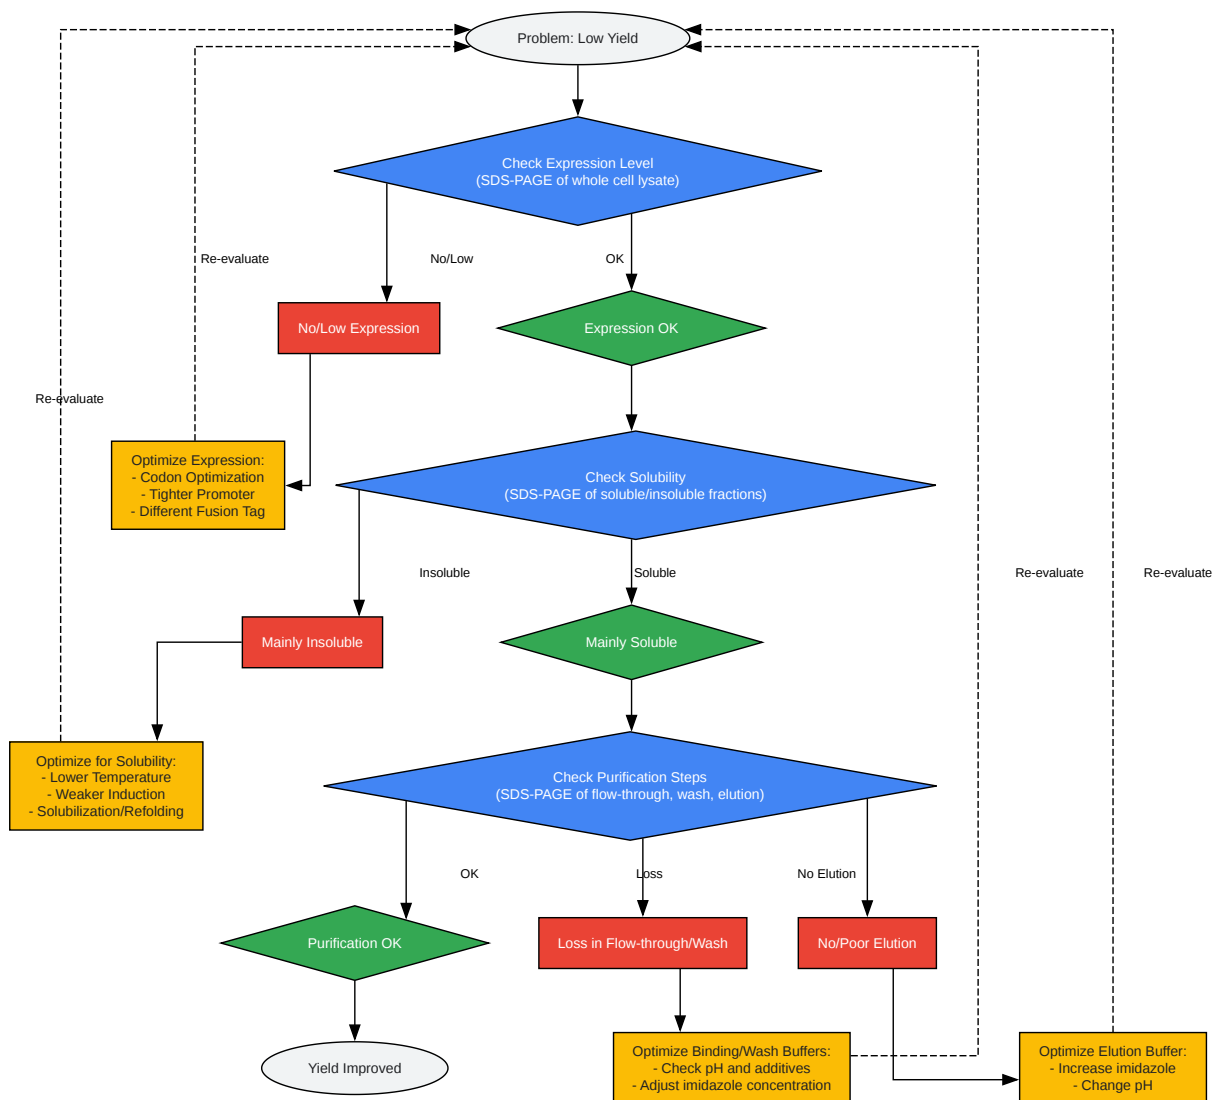 Problem: Low Yield
Check Expression Level
(SDS-PAGE of whole cell lysate)
Re-evaluate
No/Low
OK
No/Low Expression
Expression OK
Re-evaluate
Optimize Expression:
- Codon Optimization
- Tighter Promoter
- Different Fusion Tag
Check Solubility
(SDS-PAGE of soluble/insoluble fractions)
Insoluble
Soluble
Re-evaluate
Re-evaluate
Mainly Insoluble
Mainly Soluble
Optimize for Solubility:
- Lower Temperature
- Weaker Induction
- Solubilization/Refolding
Check Purification Steps
(SDS-PAGE of flow-through, wash, elution)
OK
Loss
No Elution
Purification OK
Loss in Flow-through/Wash
No/Poor Elution
Yield Improved
Optimize Binding/Wash Buffers:
- Check pH and additives
- Adjust imidazole concentration
Optimize Elution Buffer:
- Increase imidazole
- Change pH